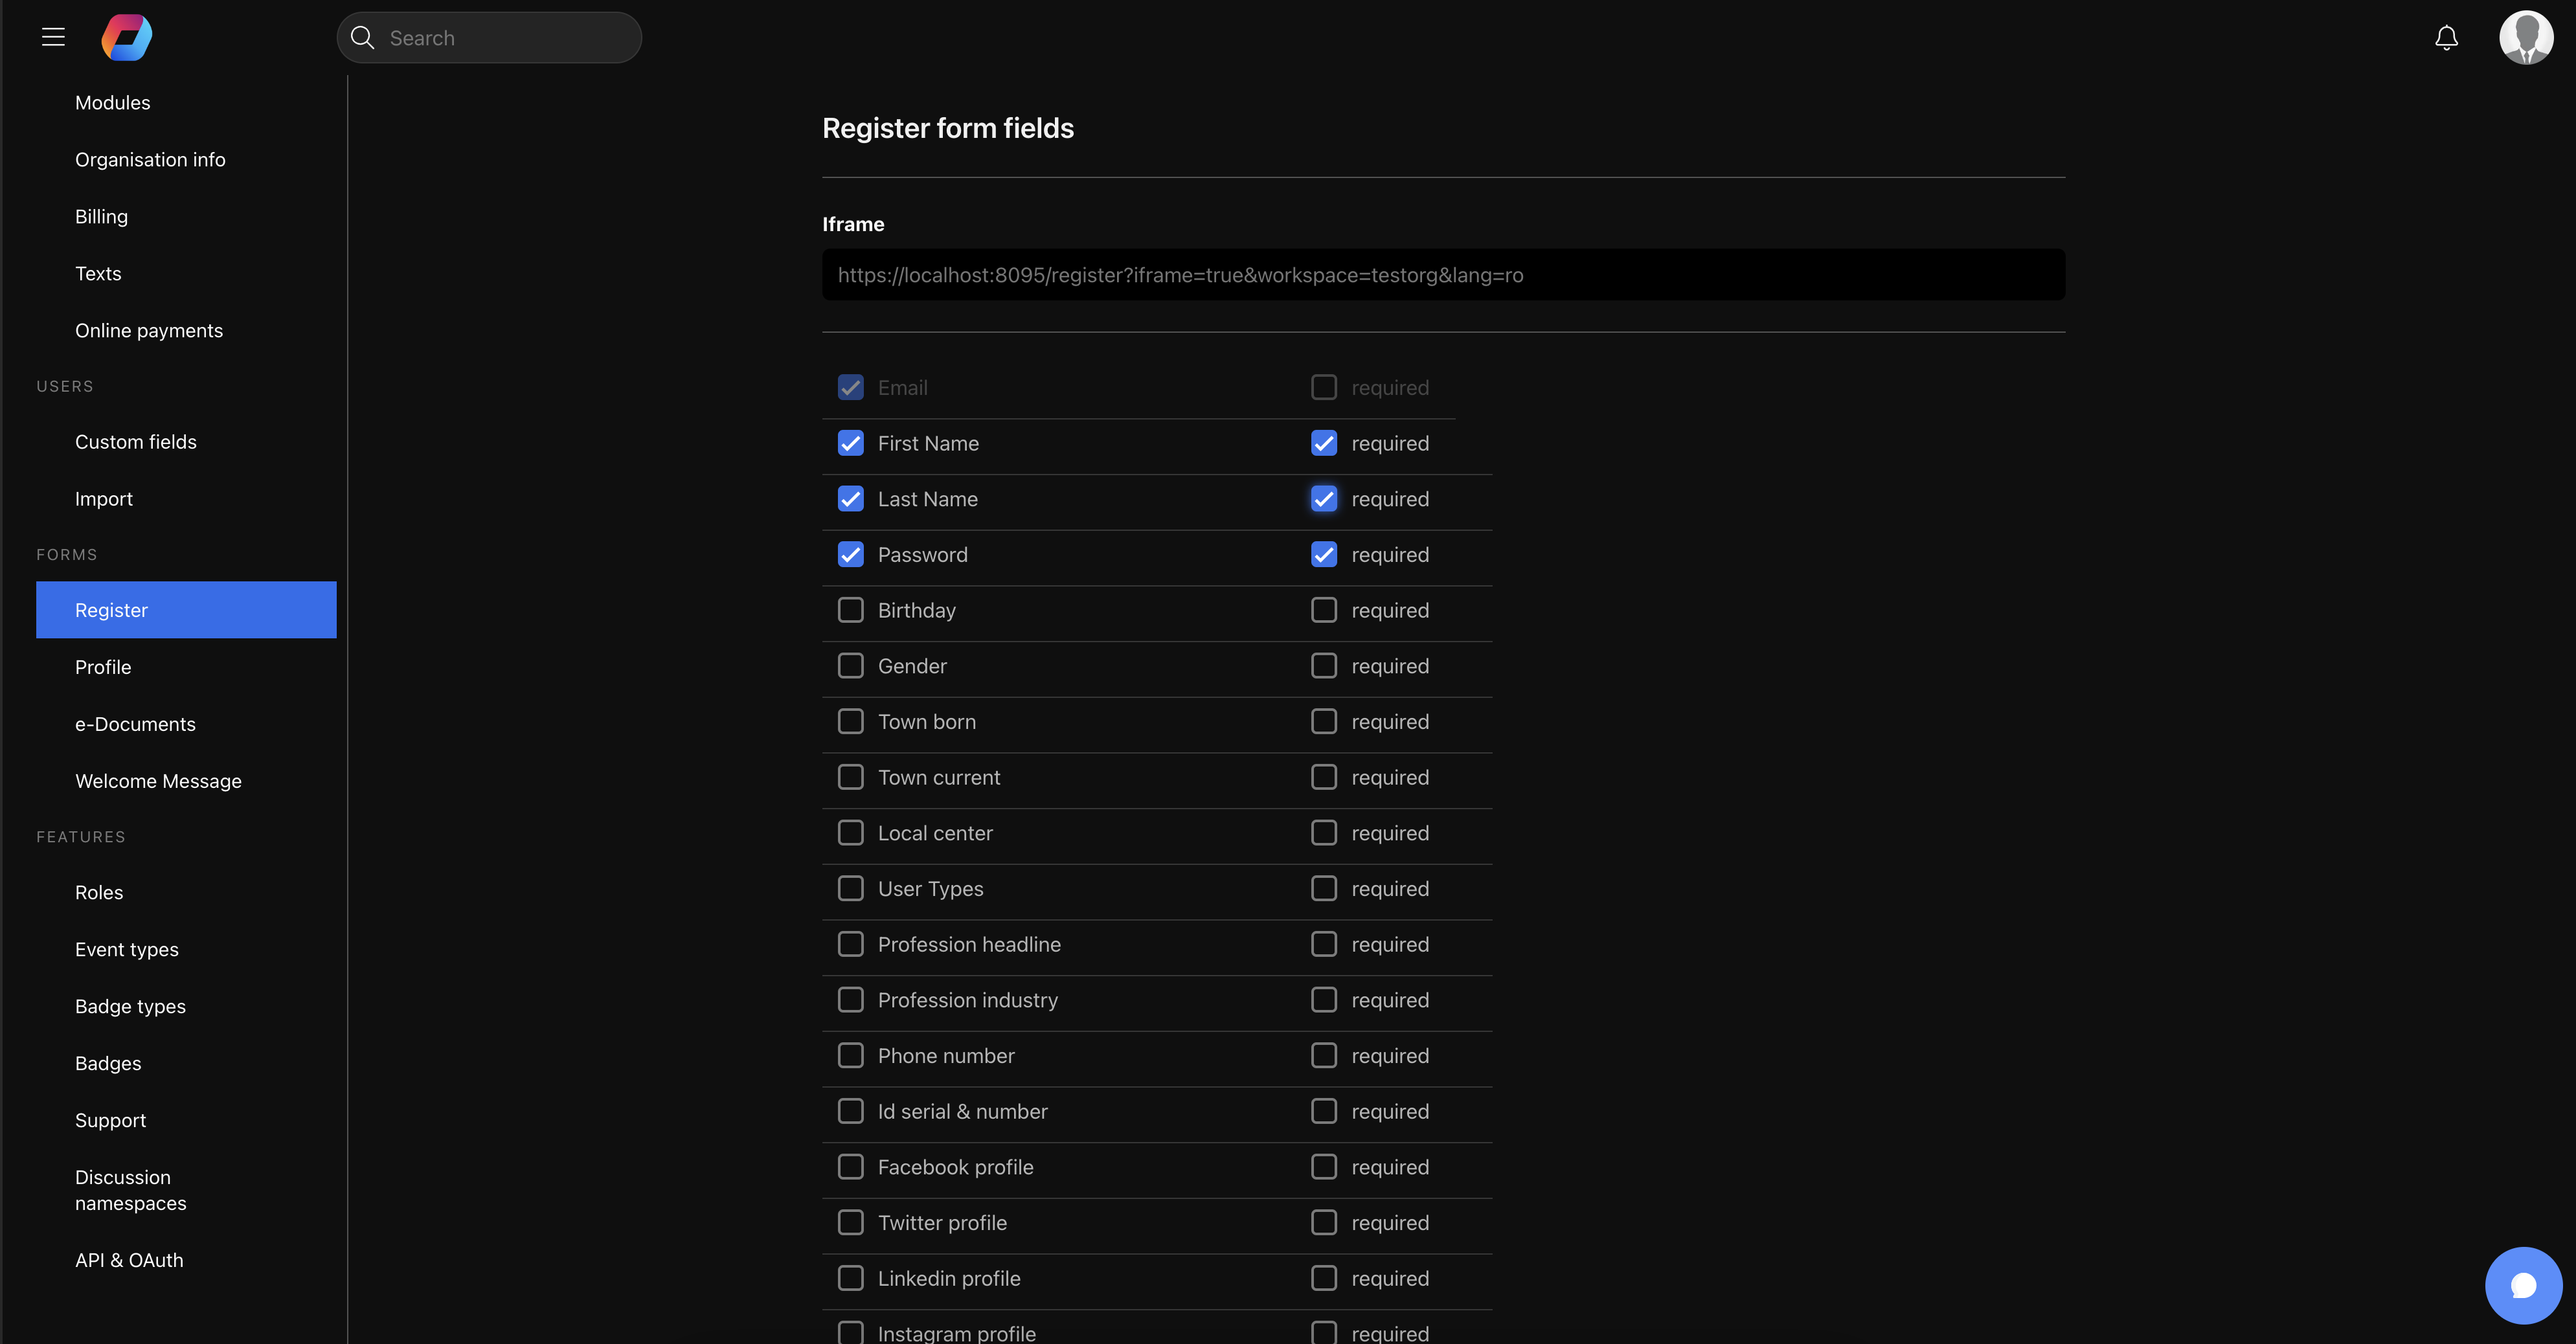 Search
Modules
Organisation info
Billing
Texts
Online payments
USERS
Custom fields
Import
FORMS
Register
Profile
e-Documents
Welcome Message
FEATURES
Roles
Event types
Badge types
Badges
Support
Discussion
namespaces
API & OAuth
Register form fields
Iframe
https://localhost:8095/register?iframe=true&workspace=testorg&lang=ro
Email required
First Name required
Last Name required
Password required
Birthday required
Gender required
Town born required
Town current required
Local center required
User Types required
Profession headline required
Profession industry required
Phone number required
Id serial & number required
Facebook profile required
Twitter profile required
Linkedin profile required
Instagram profile required